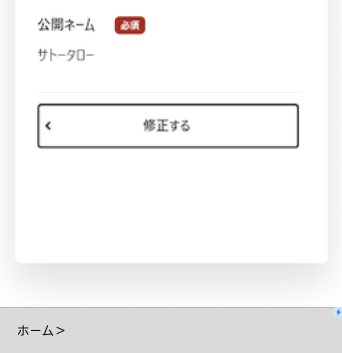 公開ネーム 必須
サトータロー
修正する
ホーム＞